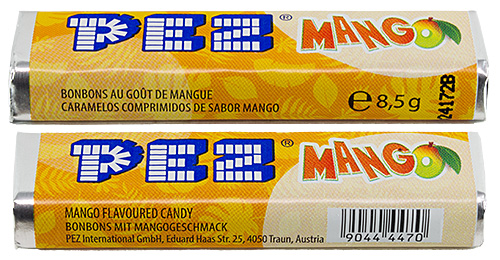 PEZ® MANGO
BONBONS AU GOÛT DE MANGUE
CARAMELOS COMPRIMIDOS DE SABOR MANGO
℮ 8,5 g
24172B
PEZ® MANGO
MANGO FLAVOURED CANDY
BONBONS MIT MANGOGESCHMACK
PEZ International GmbH, Eduard Haas Str. 25, 4050 Traun, Austria
9044 4470